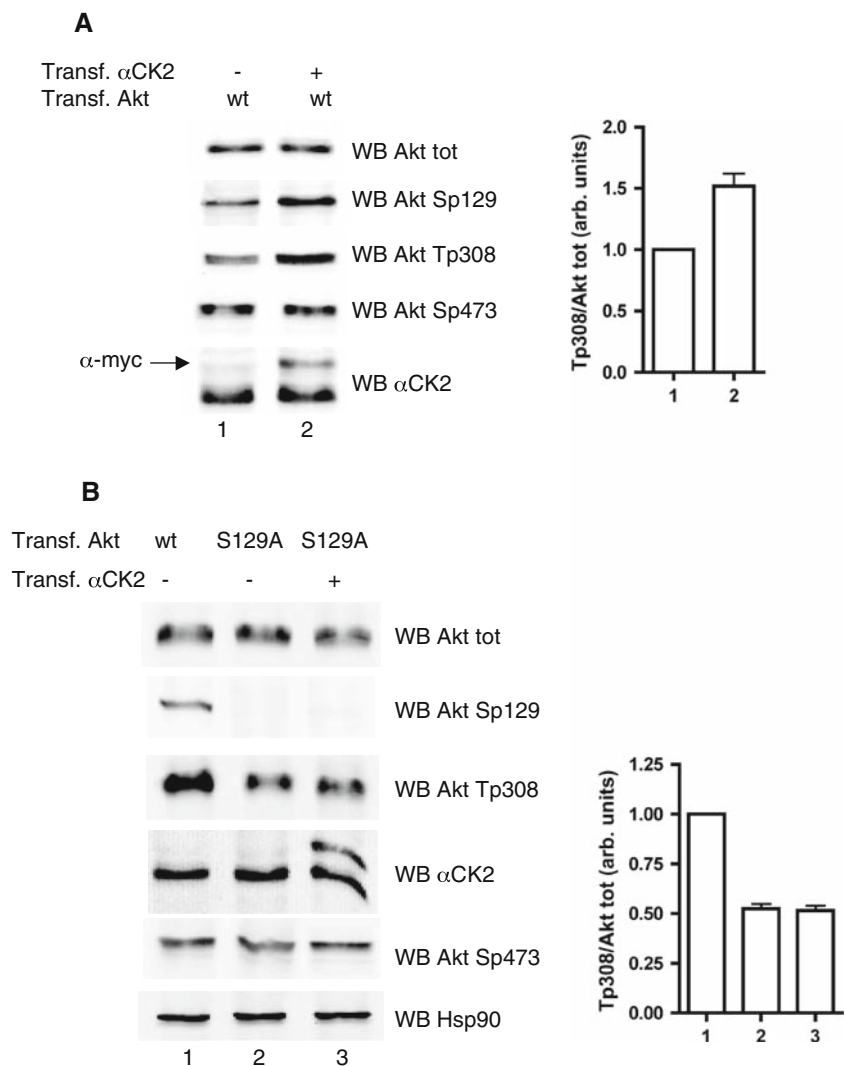 A
Transf. αCK2 - +
Transf. Akt wt wt
WB Akt tot
WB Akt Sp129
WB Akt Tp308
WB Akt Sp473
α-myc
WB αCK2
1 2
Tp308/Akt tot (arb. units)
2.0
1.5
1.0
0.5
0.0
1 2
B
Transf. Akt wt S129A S129A
Transf. αCK2 - - +
WB Akt tot
WB Akt Sp129
WB Akt Tp308
WB αCK2
WB Akt Sp473
WB Hsp90
1 2 3
Tp308/Akt tot (arb. units)
1.25
1.00
0.75
0.50
0.25
0.00
1 2 3